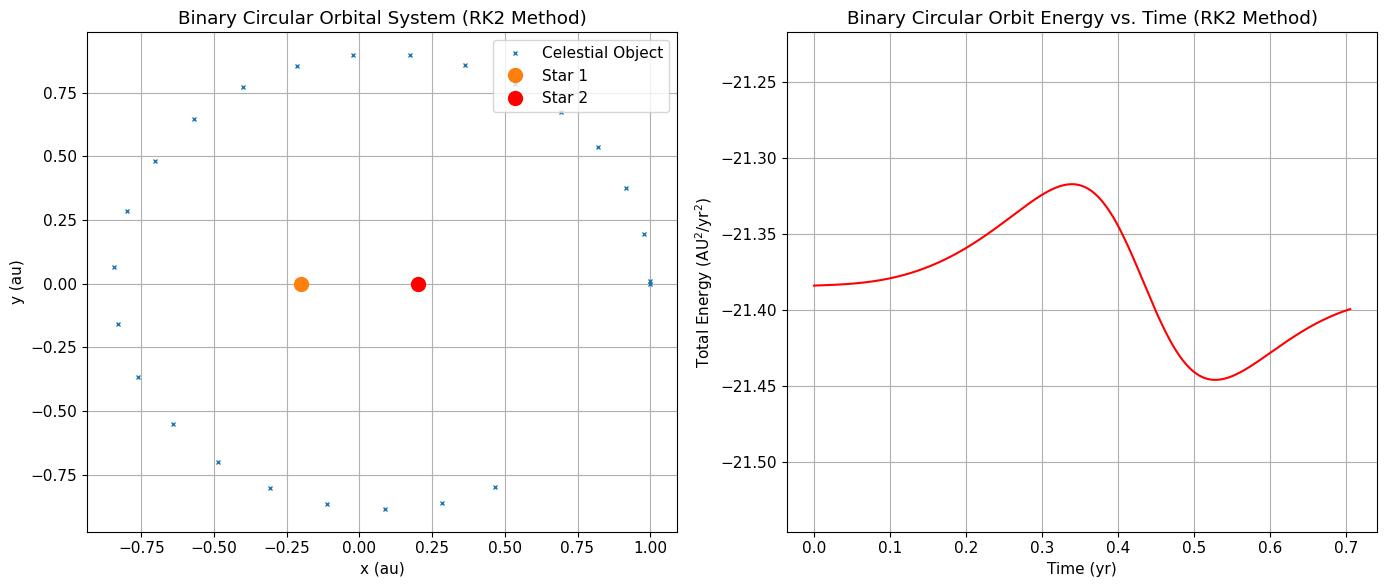 Binary Circular Orbital System (RK2 Method)
Celestial Object
Star 1
Star 2
0.75
0.50
0.25
0.00
−0.25
−0.50
−0.75
y (au)
−0.75 −0.50 −0.25 0.00 0.25 0.50 0.75 1.00
x (au)
Binary Circular Orbit Energy vs. Time (RK2 Method)
−21.25
−21.30
−21.35
−21.40
−21.45
−21.50
Total Energy (AU²/yr²)
0.0 0.1 0.2 0.3 0.4 0.5 0.6 0.7
Time (yr)